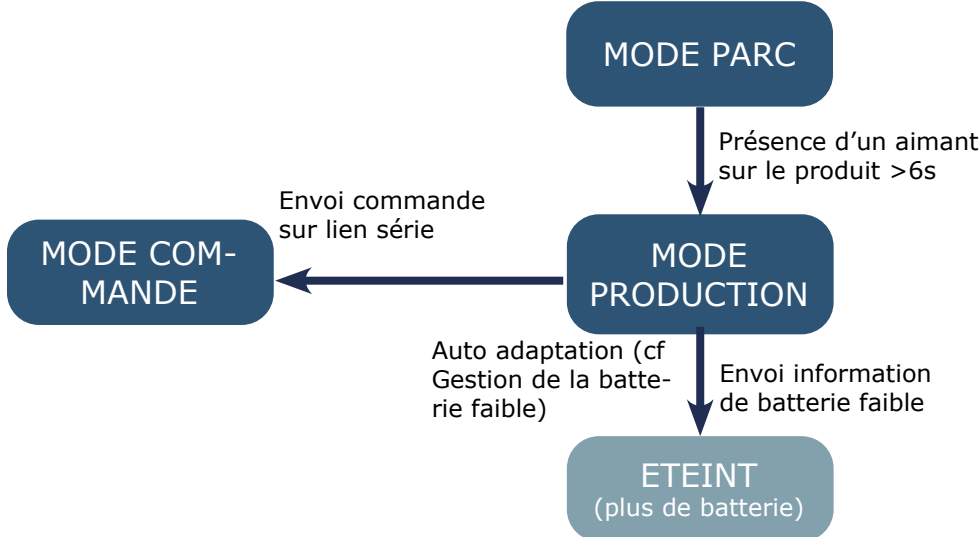 MODE PARC
Présence d’un aimant
sur le produit >6s
Envoi commande
sur lien série
MODE COM-
MANDE
MODE
PRODUCTION
Auto adaptation (cf
Gestion de la batte-
rie faible)
Envoi information
de batterie faible
ETEINT
(plus de batterie)